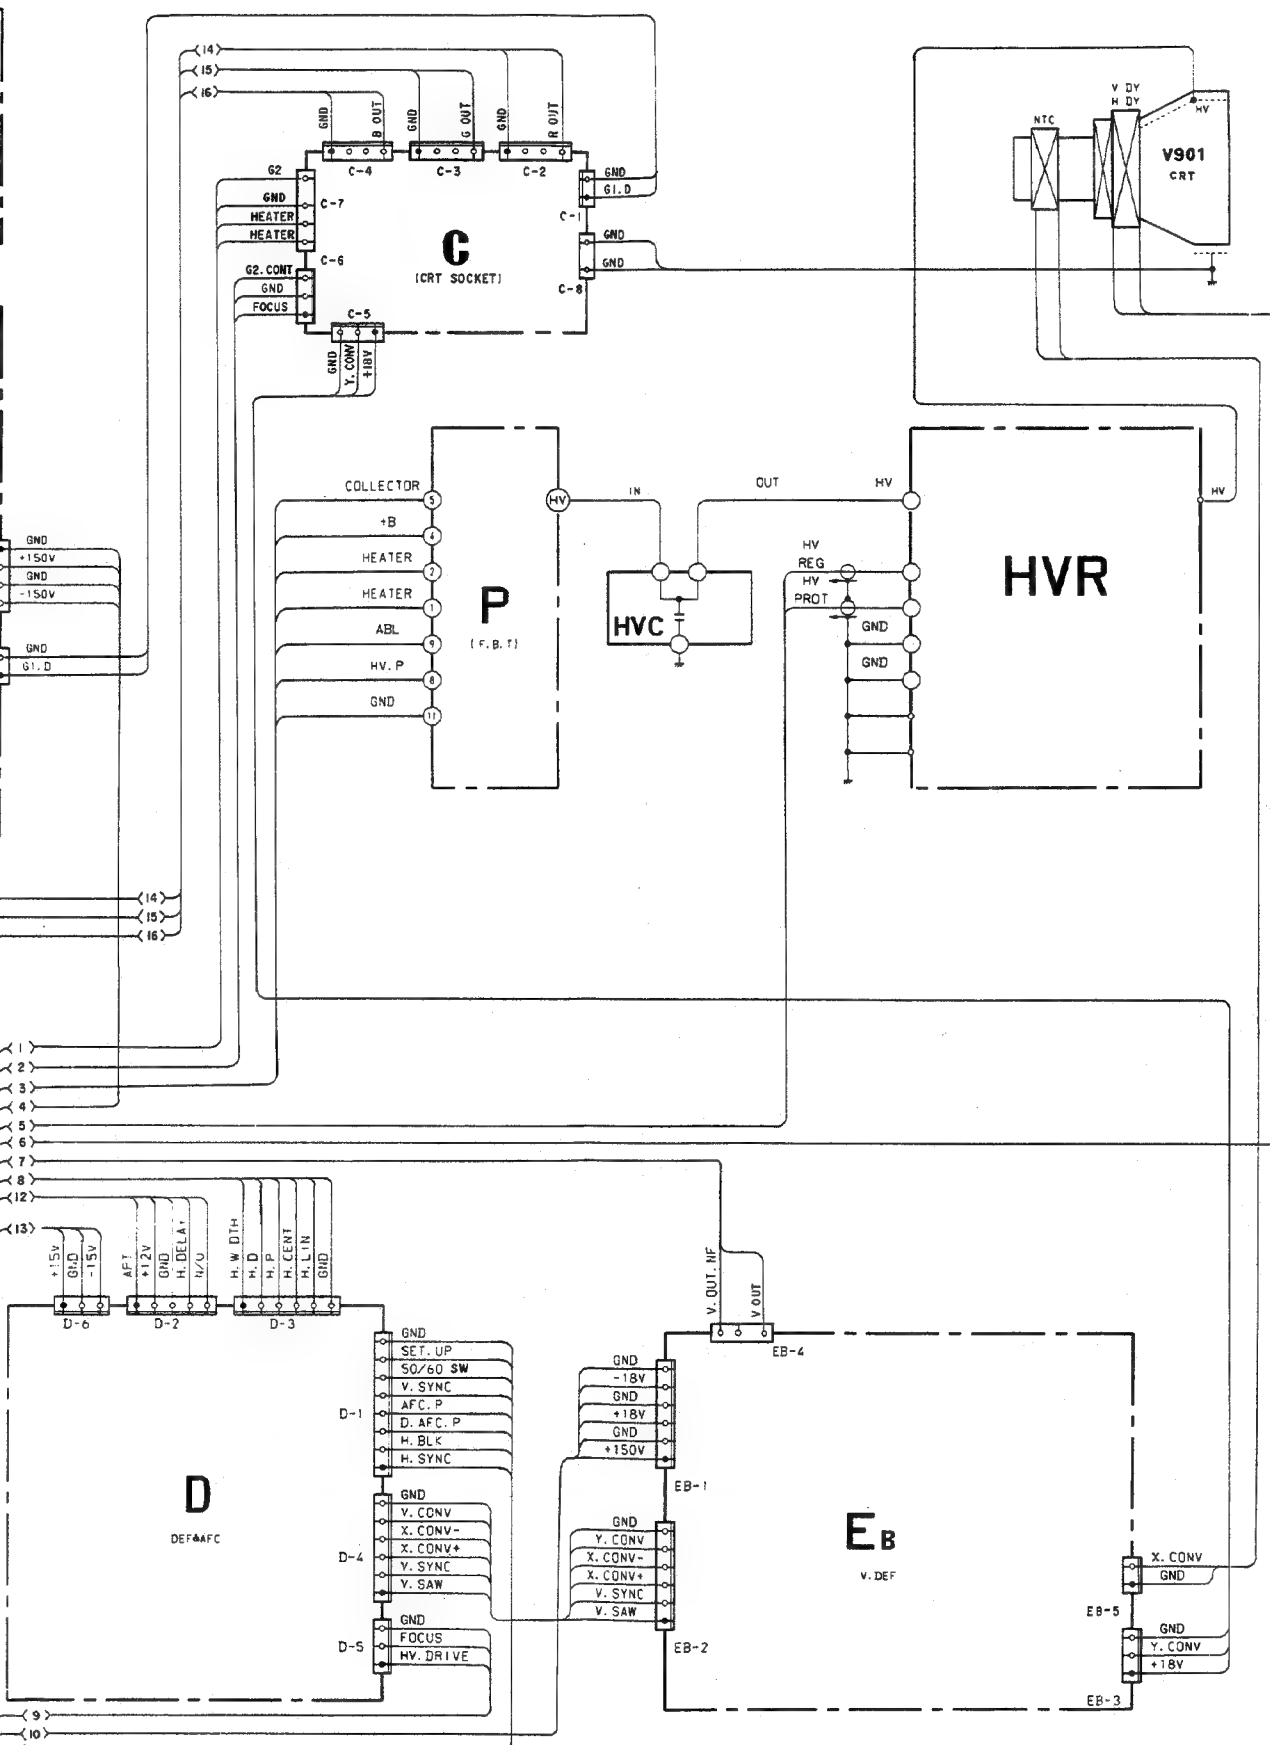 14
15
16
GND
B OUT
GND
G OUT
GND
R OUT
C-4
C-3
C-2
G2
GND
HEATER
HEATER
C-7
C-6
G2.CONT
GND
FOCUS
C-5
C
(CRT SOCKET)
GND
G1.D
C-1
GND
GND
C-8
GND
Y.CONV
+18V
V DY
H DY
NTC
HV
V901
CRT
GND
+150V
GND
-150V
GND
G1.D
COLLECTOR
5
+B
4
HEATER
2
HEATER
1
ABL
9
HV.P
8
GND
11
P
(F.B.T)
HV
IN
OUT
HV
HVC
HV
REG
HV
PROT
GND
GND
HVR
HV
14
15
16
1
2
3
4
5
6
7
8
12
13
+15V
GND
-15V
AFT
+12V
GND
H.DELAY
N/U
H.W DTH
H.D
H.P
H.CENT
H.LIN
GND
D-6
D-2
D-3
GND
SET.UP
50/60 SW
V.SYNC
AFC.P
D.AFC.P
H.BLK
H.SYNC
D-1
D
DEF&AFC
GND
V.CONV
X.CONV-
X.CONV+
V.SYNC
V.SAW
D-4
GND
FOCUS
HV.DRIVE
D-5
9
10
V.OUT.NF
V.OUT
EB-4
GND
-18V
GND
+18V
GND
+150V
EB-1
GND
Y.CONV
X.CONV-
X.CONV+
V.SYNC
V.SAW
EB-2
EB
V.DEF
X.CONV
GND
EB-5
GND
Y.CONV
+18V
EB-3